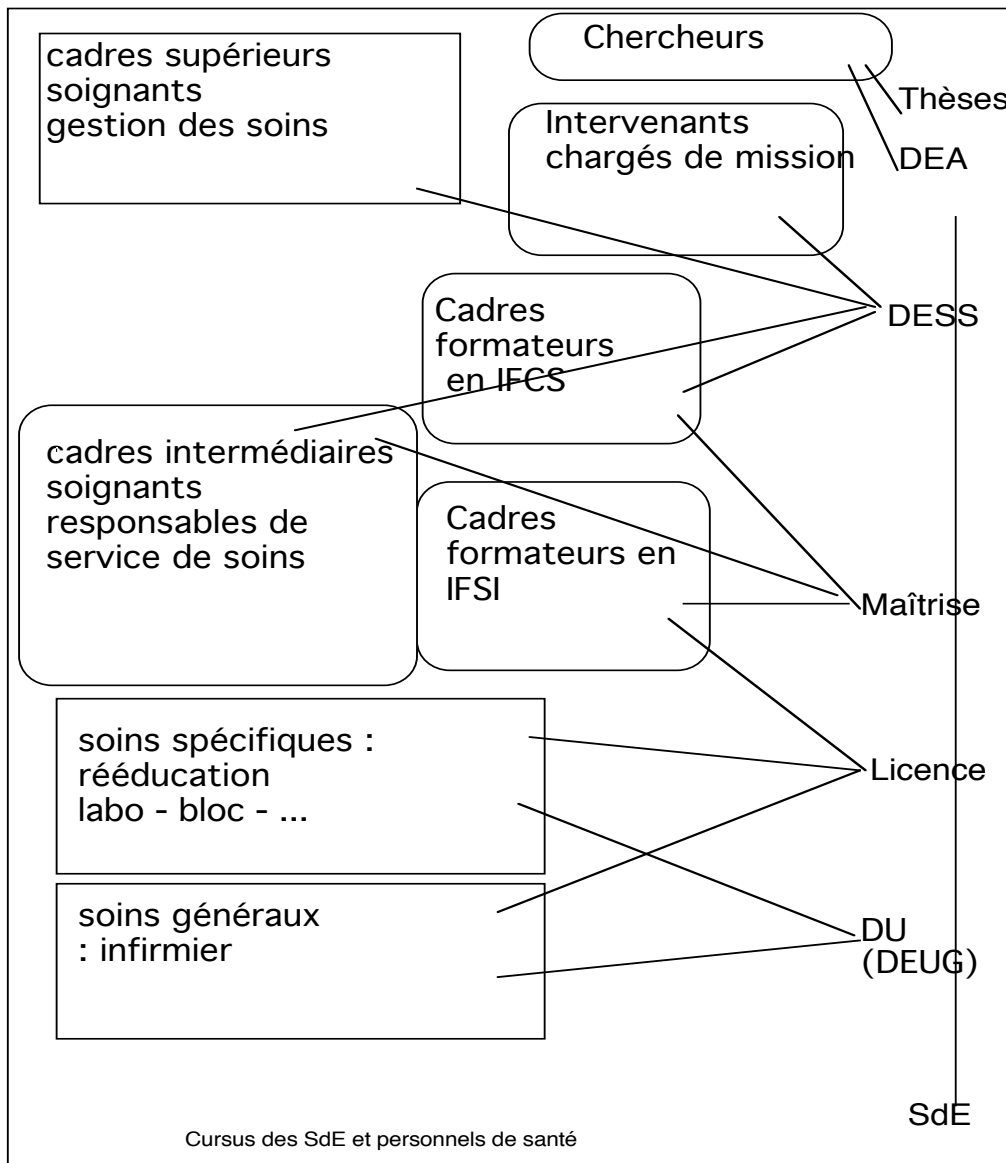 cadres supérieurs
soignants
gestion des soins
Chercheurs
Thèses
Intervenants
chargés de mission
DEA
DESS
Cadres
formateurs
en IFCS
cadres intermédiaires
soignants
responsables de
service de soins
Cadres
formateurs en
IFSI
Maîtrise
soins spécifiques :
rééducation
labo - bloc - ...
Licence
soins généraux
: infirmier
DU
(DEUG)
SdE
Cursus des SdE et personnels de santé